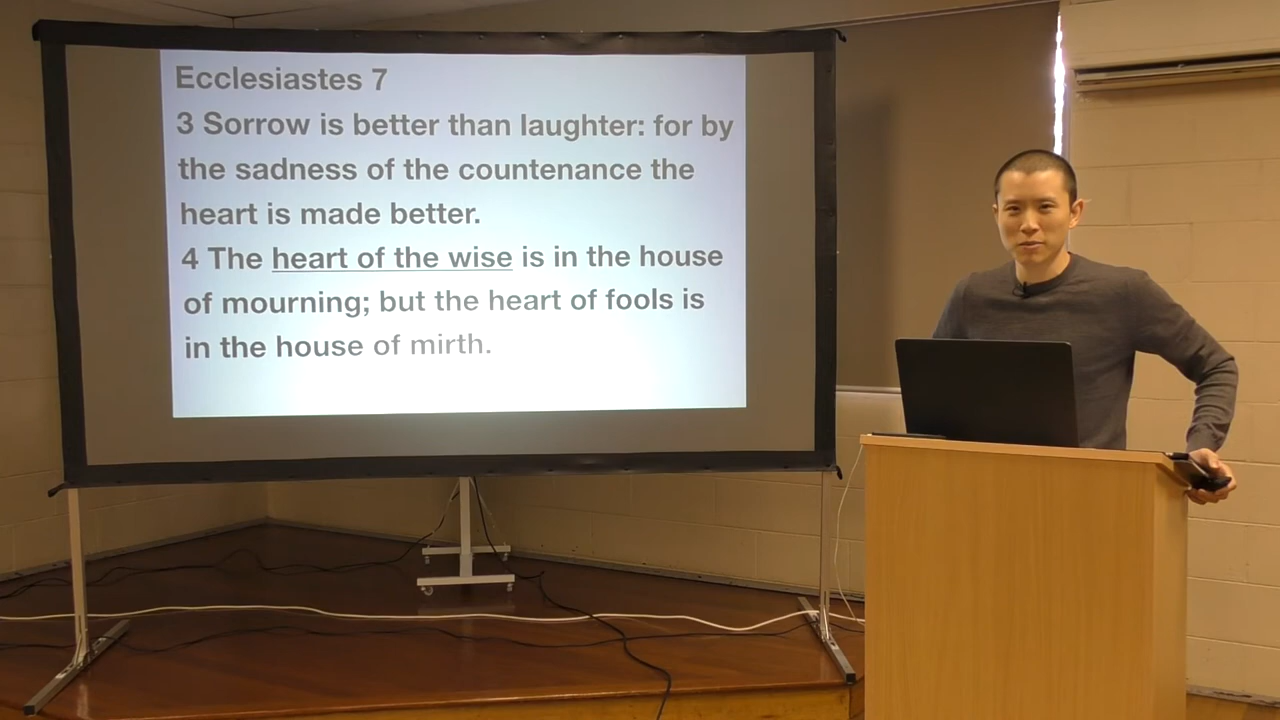 Ecclesiastes 7
3 Sorrow is better than laughter: for by
the sadness of the countenance the
heart is made better.
4 The heart of the wise is in the house
of mourning; but the heart of fools is
in the house of mirth.